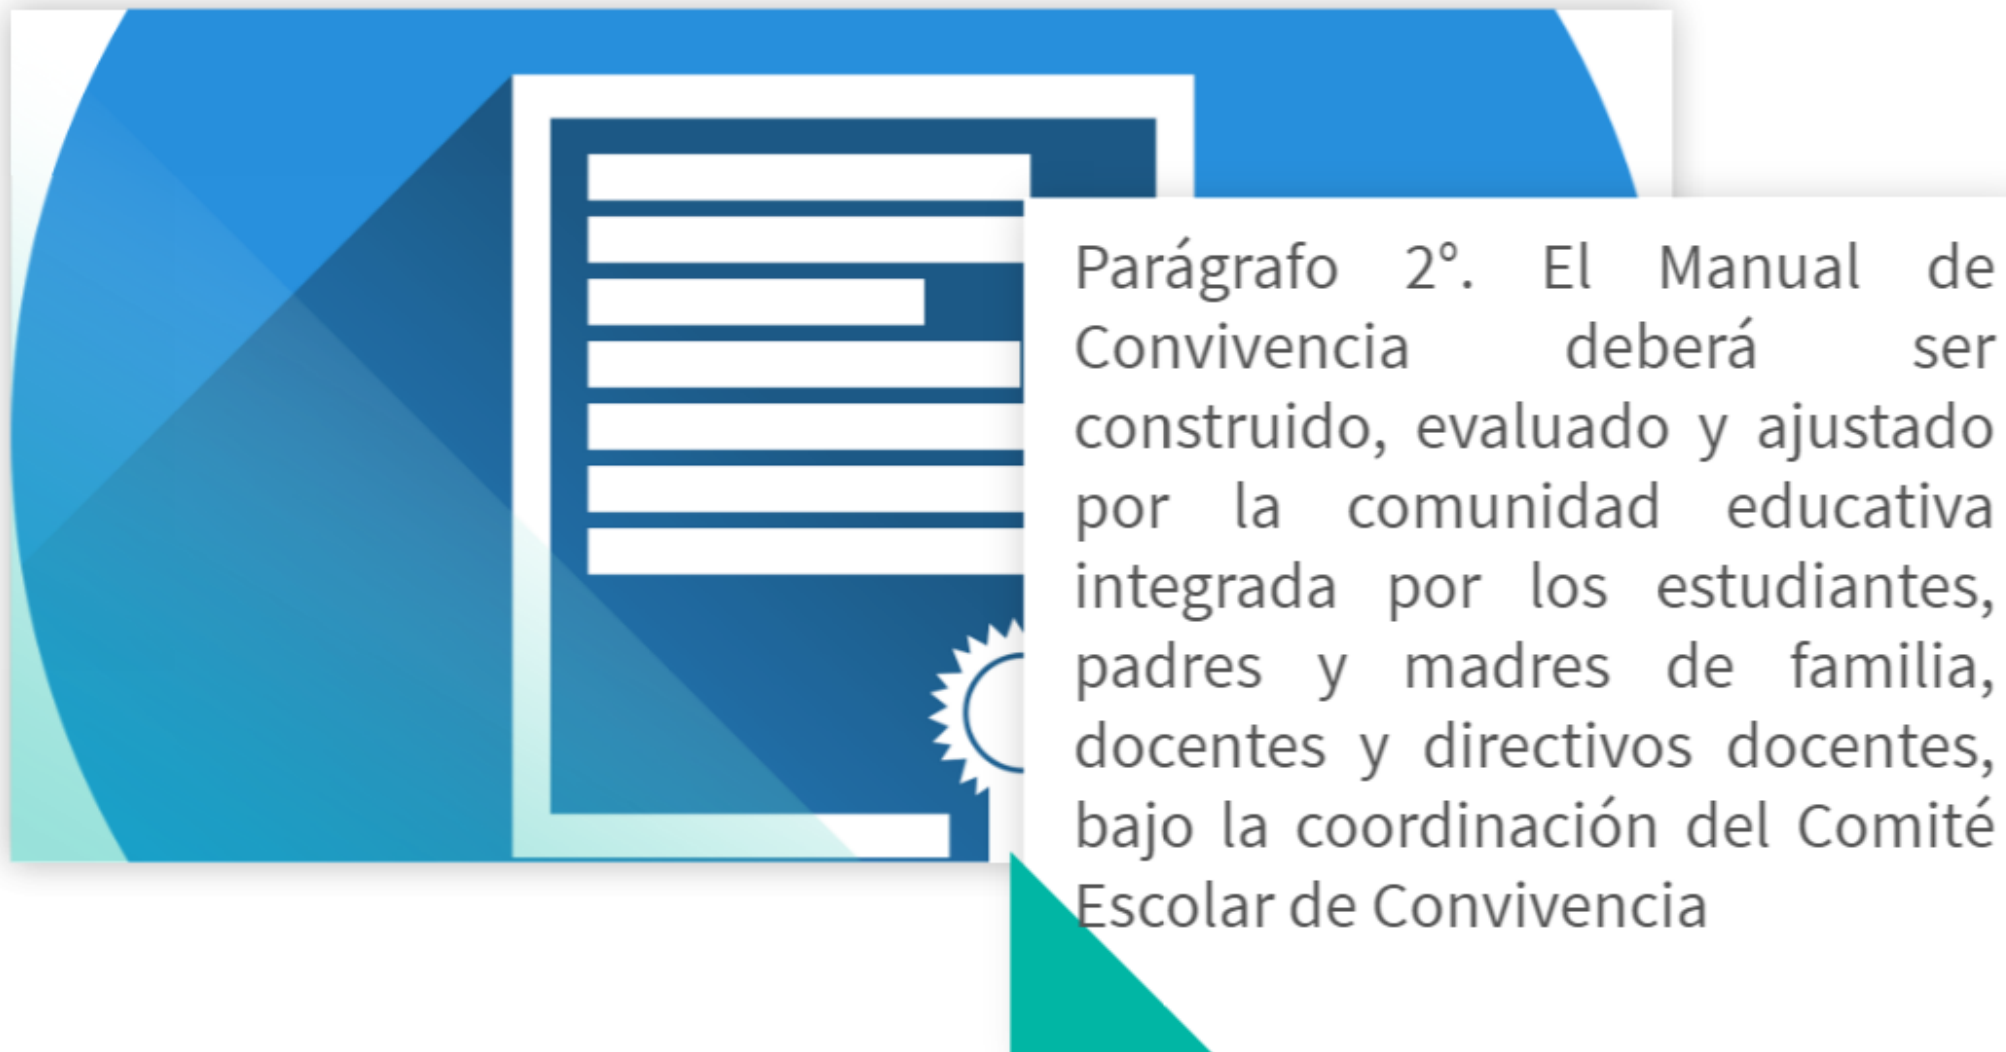 Parágrafo 2°. El Manual de
Convivencia deberá ser
construido, evaluado y ajustado
por la comunidad educativa
integrada por los estudiantes,
padres y madres de familia,
docentes y directivos docentes,
bajo la coordinación del Comité
Escolar de Convivencia